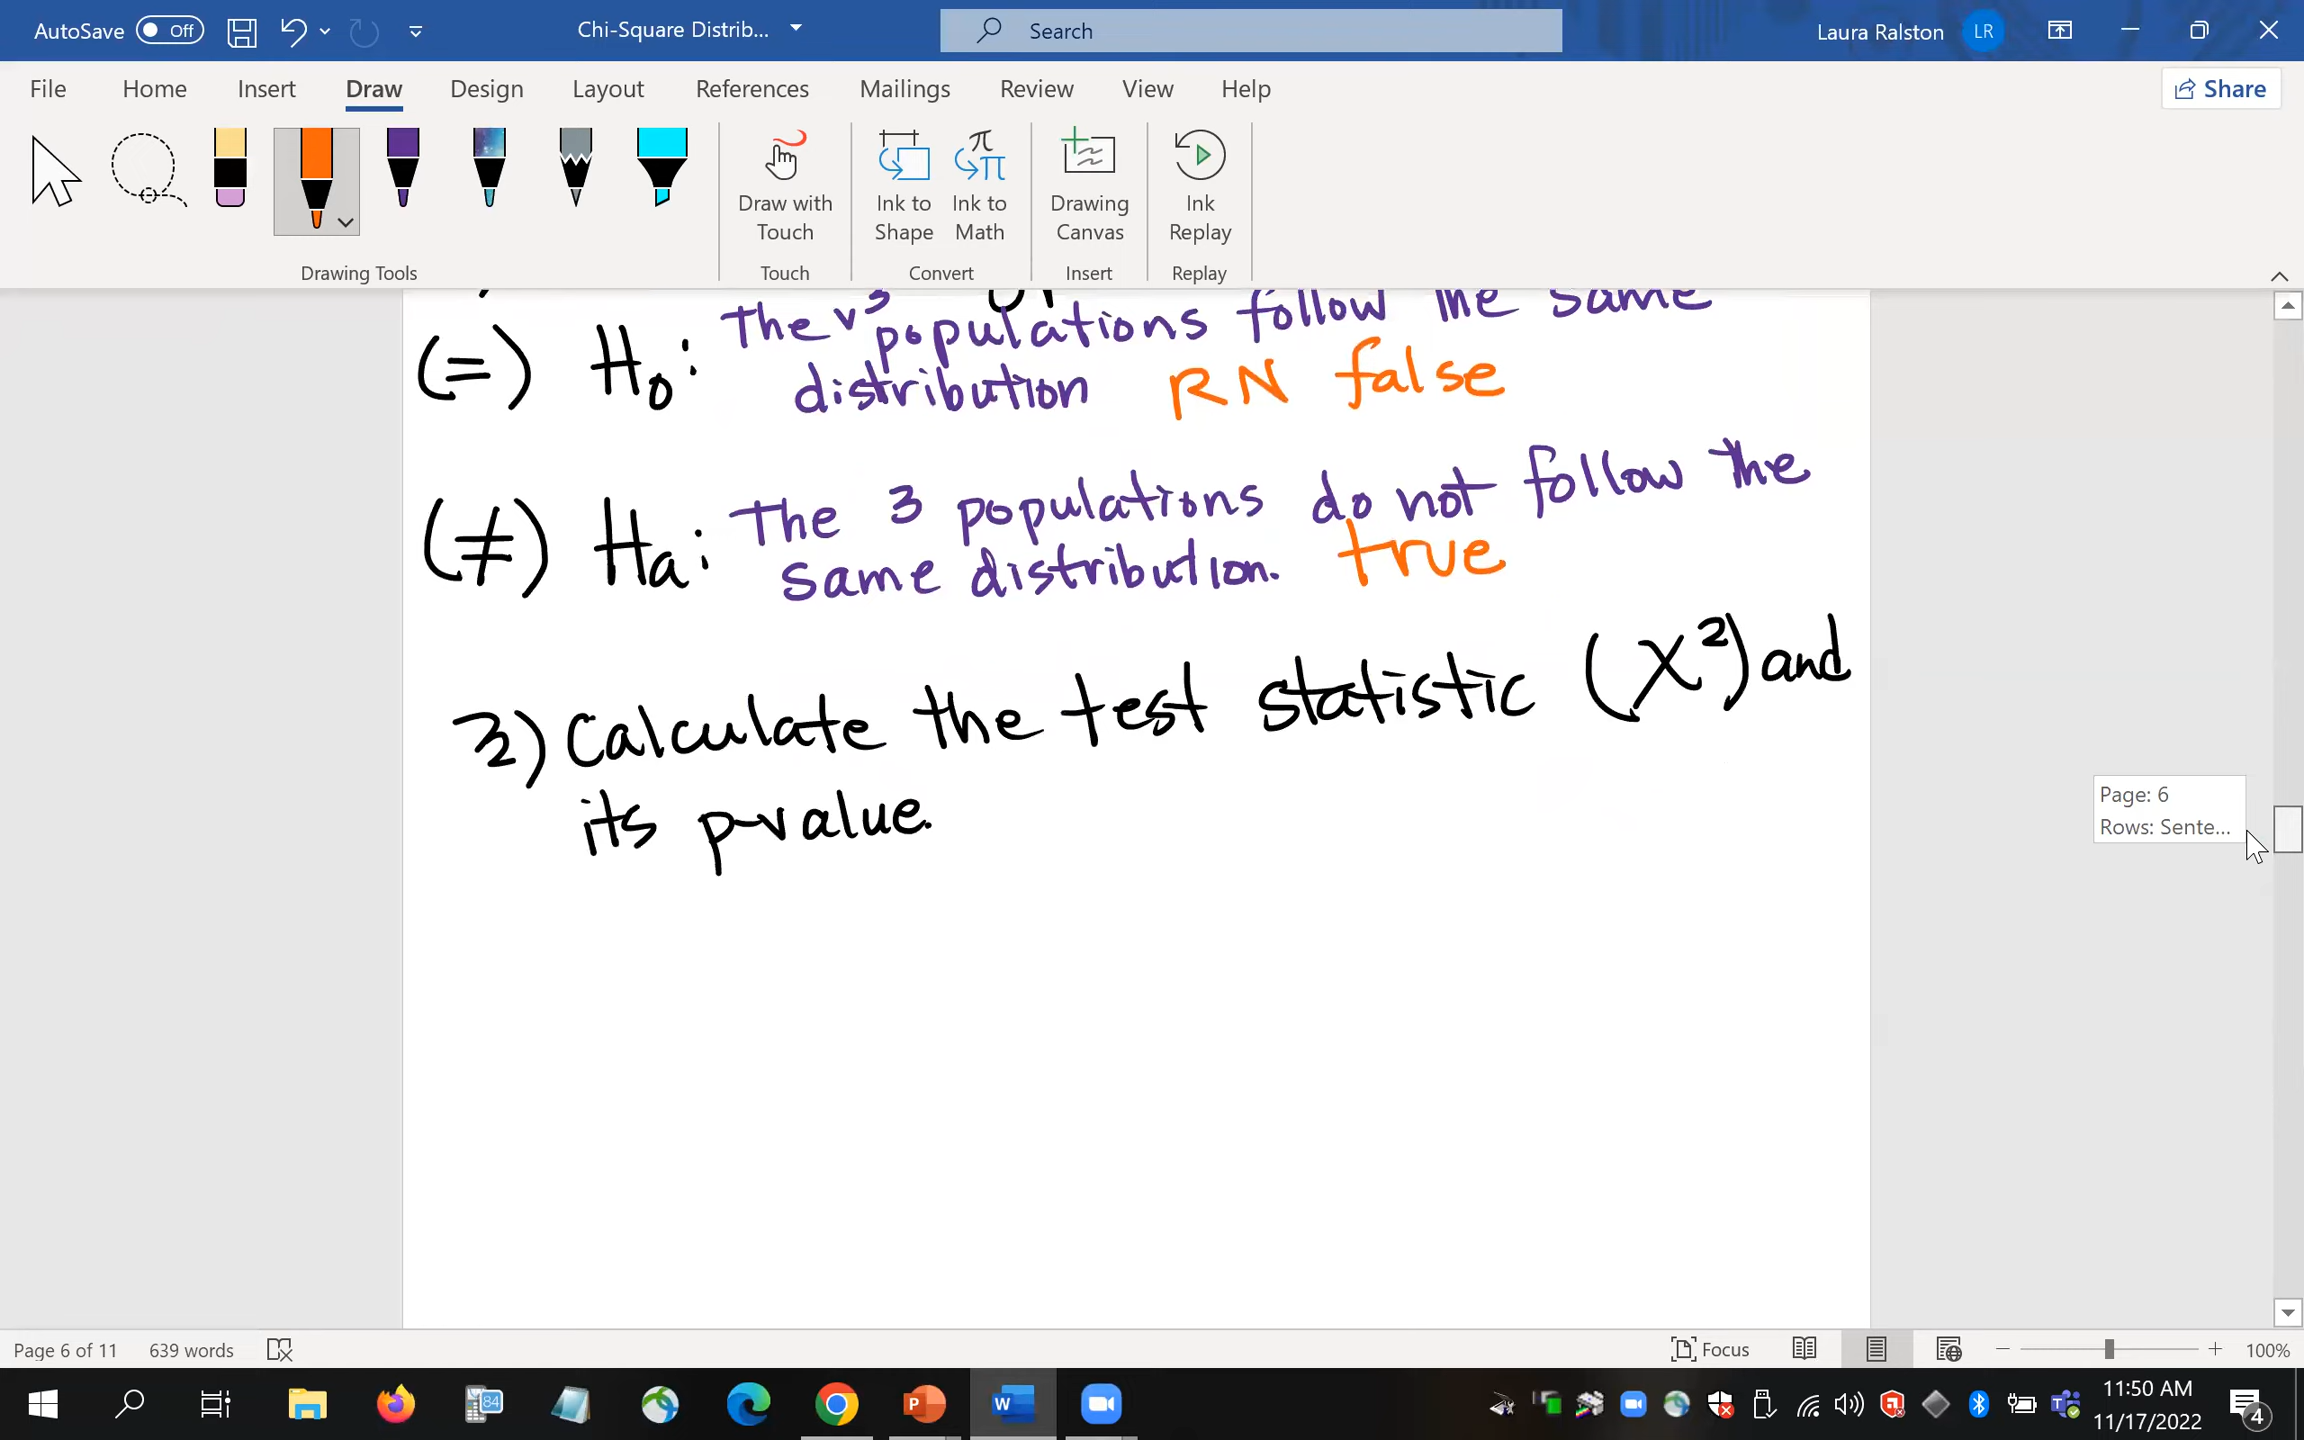 AutoSave Off Chi-Square Distrib... Search Laura Ralston LR
File Home Insert Draw Design Layout References Mailings Review View Help Share
Draw with Touch
Ink to Shape
Ink to Math
Drawing Canvas
Ink Replay
Drawing Tools Touch Convert Insert Replay
The 3 populations follow the same
(=) H₀: distribution RN false
(≠) Ha: The 3 populations do not follow the
same distribution. true
3) Calculate the test statistic (X²) and
its p-value.
Page: 6
Rows: Sente...
Page 6 of 11 639 words Focus 100%
84
11:50 AM
11/17/2022
4